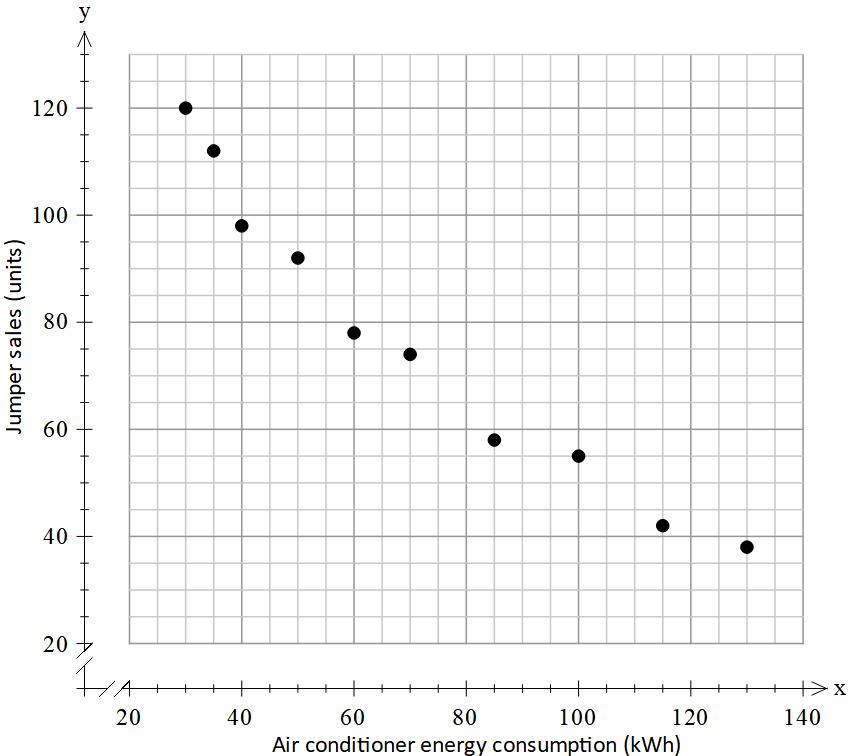 y
120
100
80
60
40
20
Jumper sales (units)
20 40 60 80 100 120 140
x
Air conditioner energy consumption (kWh)